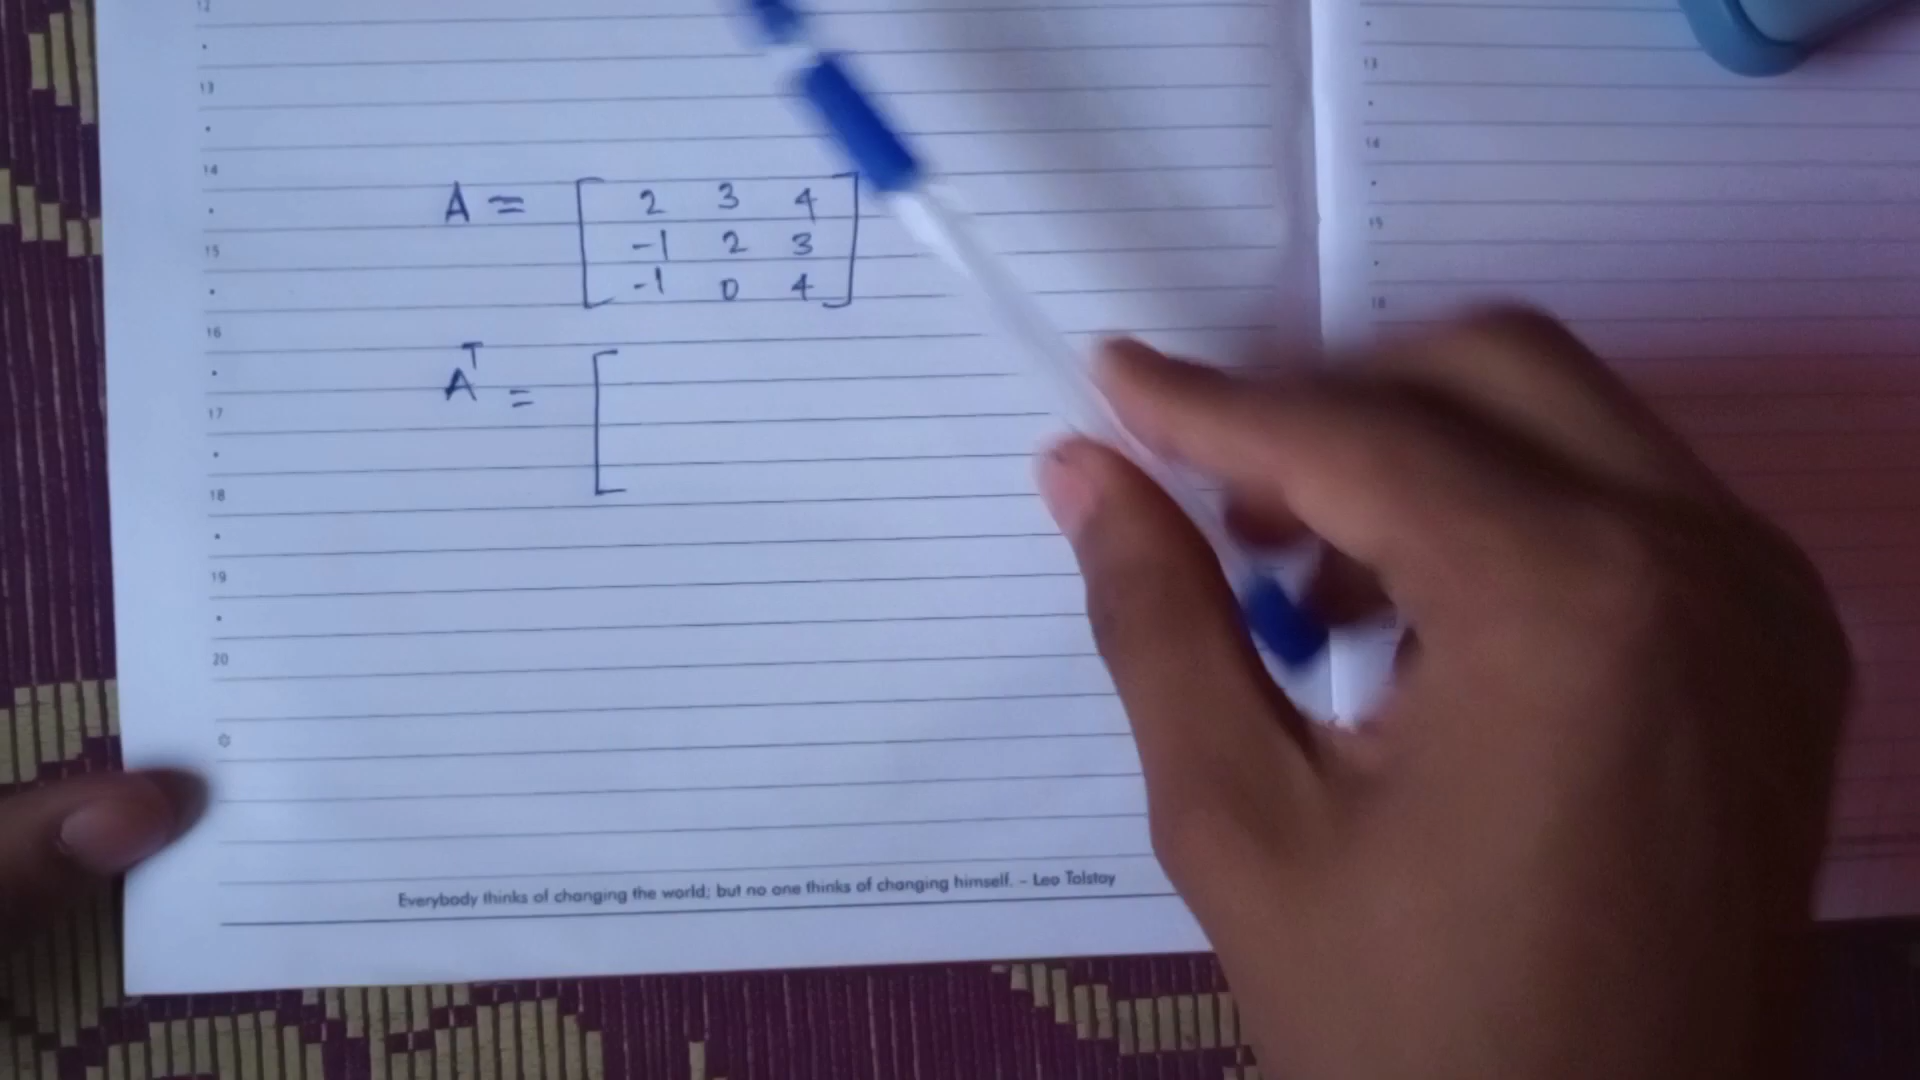 12
13
14
A = [ 2 3 4
15
-1 2 3
-1 0 4 ]
16
A^T = [
17
18
19
20
Everybody thinks of changing the world; but no one thinks of changing himself. – Leo Tolstoy
13
14
15